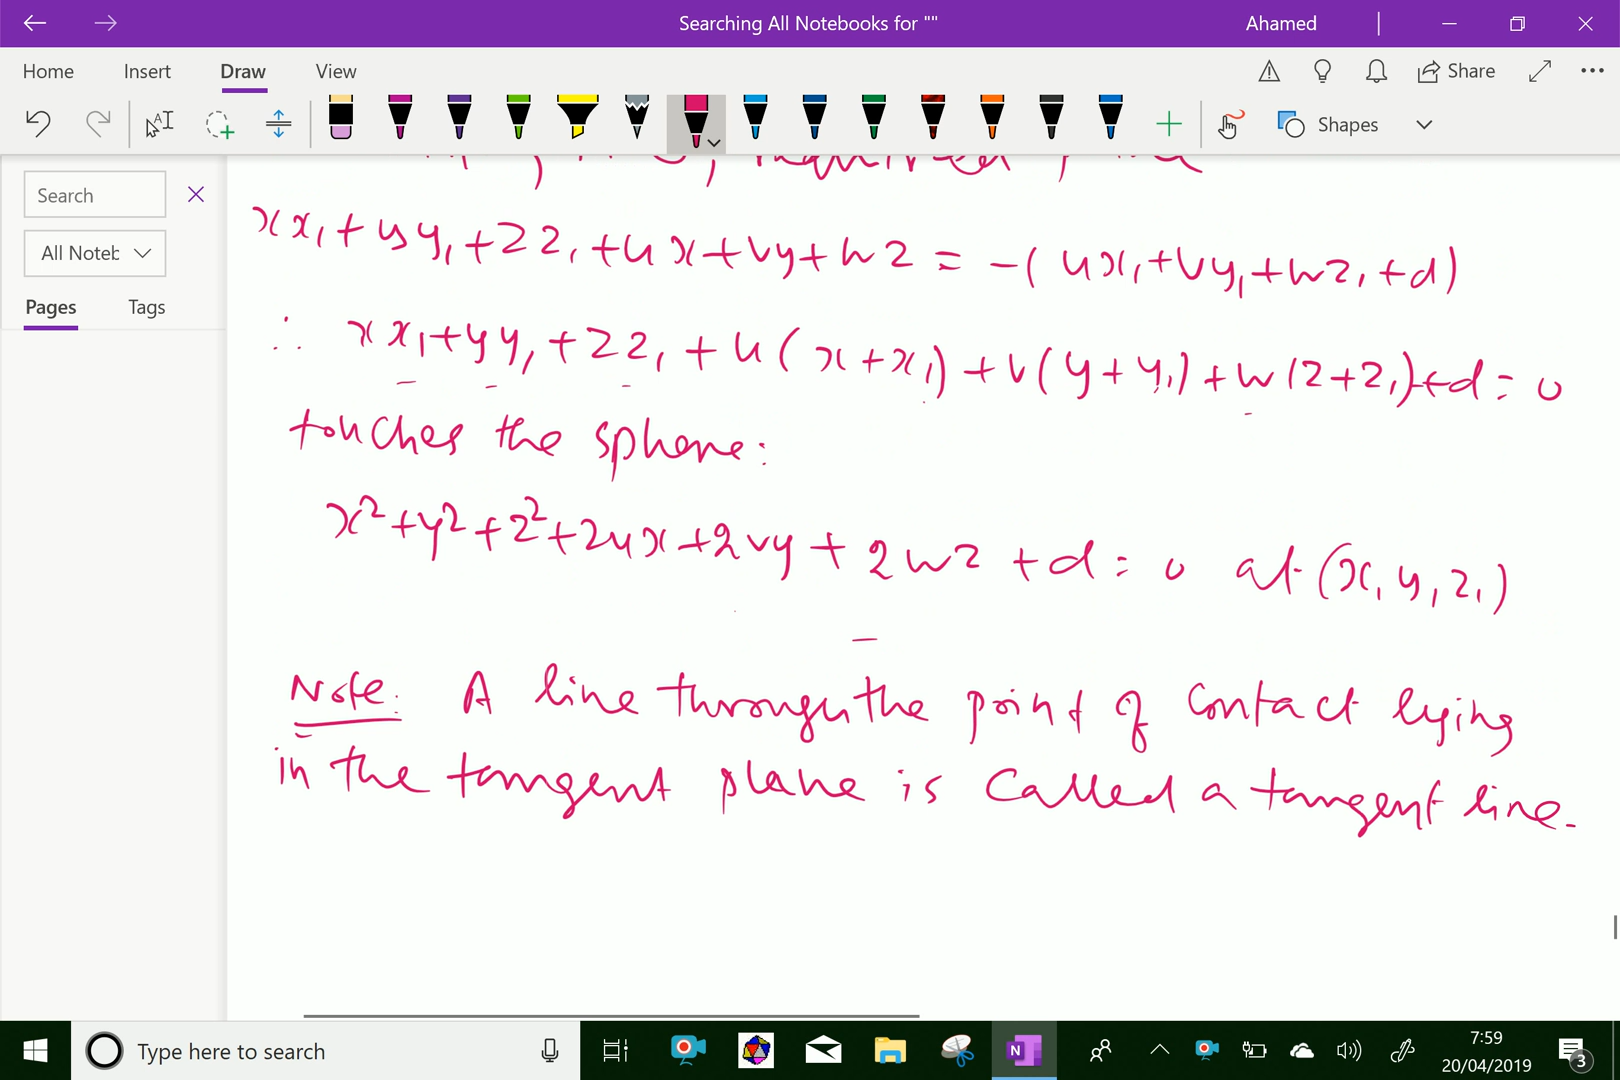 Searching All Notebooks for ""
Ahamed
Home Insert Draw View
Share
Shapes
Search
All Noteb
Pages Tags
required
xx₁+yy₁+zz₁+ux+vy+wz = -(ux₁+vy₁+wz₁+d)
∴ xx₁+yy₁+zz₁+u(x+x₁)+v(y+y₁)+w(z+z₁)+d=0
touches the sphere:
x²+y²+z²+2ux+2vy+2wz+d=0 at (x₁y₁z₁)
Note: A line through the point of contact lying
in the tangent plane is called a tangent line.
Type here to search
N
7:59
20/04/2019
3